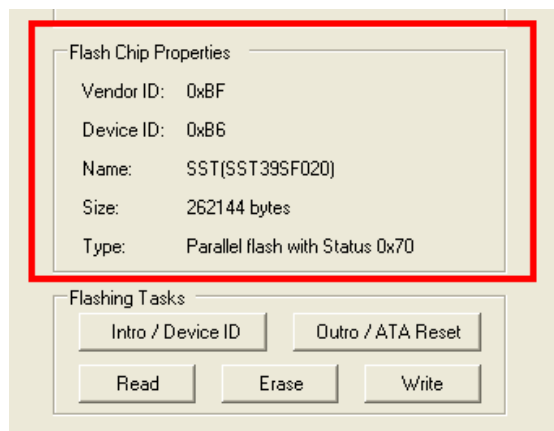 Flash Chip Properties
Vendor ID: 0xBF
Device ID: 0xB6
Name: SST(SST39SF020)
Size: 262144 bytes
Type: Parallel flash with Status 0x70
Flashing Tasks
Intro / Device ID Outro / ATA Reset
Read Erase Write